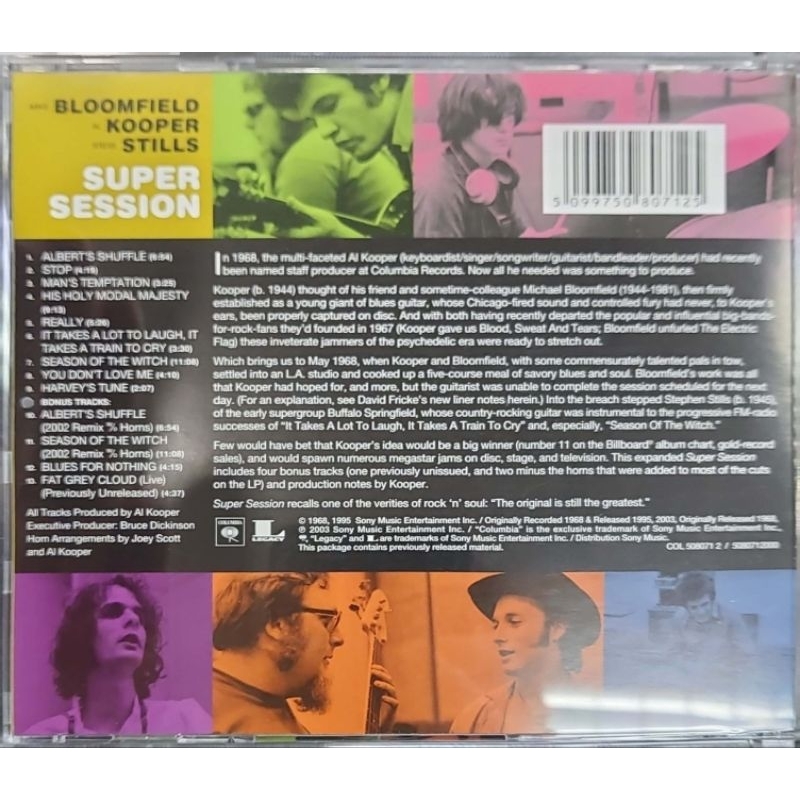 MIKE BLOOMFIELD
AL KOOPER
STEVE STILLS
SUPER
SESSION
5 099750 807125
1. ALBERT'S SHUFFLE (6:54)
2. STOP (4:15)
3. MAN'S TEMPTATION (3:25)
4. HIS HOLY MODAL MAJESTY
(9:13)
5. REALLY (5:26)
6. IT TAKES A LOT TO LAUGH, IT
TAKES A TRAIN TO CRY (3:30)
7. SEASON OF THE WITCH (11:08)
8. YOU DON'T LOVE ME (4:10)
9. HARVEY'S TUNE (2:07)
BONUS TRACKS:
10. ALBERT'S SHUFFLE
(2002 Remix w/o Horns) (6:54)
11. SEASON OF THE WITCH
(2002 Remix w/o Horns) (11:08)
12. BLUES FOR NOTHING (4:15)
13. FAT GREY CLOUD (Live)
(Previously Unreleased) (4:37)
All Tracks Produced by Al Kooper
Executive Producer: Bruce Dickinson
Horn Arrangements by Joey Scott
and Al Kooper
In 1968, the multi-faceted Al Kooper (keyboardist/singer/songwriter/guitarist/bandleader/producer) had recently
been named staff producer at Columbia Records. Now all he needed was something to produce.
Kooper (b. 1944) thought of his friend and sometime-colleague Michael Bloomfield (1944-1981), then firmly
established as a young giant of blues guitar, whose Chicago-fired sound and controlled fury had never, to Kooper's
ears, been properly captured on disc. And with both having recently departed the popular and influential big-bands-
for-rock-fans they'd founded in 1967 (Kooper gave us Blood, Sweat And Tears; Bloomfield unfurled The Electric
Flag) these inveterate jammers of the psychedelic era were ready to stretch out.
Which brings us to May 1968, when Kooper and Bloomfield, with some commensurately talented pals in tow,
settled into an L.A. studio and cooked up a five-course meal of savory blues and soul. Bloomfield's work was all
that Kooper had hoped for, and more, but the guitarist was unable to complete the session scheduled for the next
day. (For an explanation, see David Fricke's new liner notes herein.) Into the breach stepped Stephen Stills (b. 1945),
of the early supergroup Buffalo Springfield, whose country-rocking guitar was instrumental to the progressive FM-radio
successes of "It Takes A Lot To Laugh, It Takes A Train To Cry" and, especially, "Season Of The Witch."
Few would have bet that Kooper's idea would be a big winner (number 11 on the Billboard® album chart, gold-record
sales), and would spawn numerous megastar jams on disc, stage, and television. This expanded Super Session
includes four bonus tracks (one previously unissued, and two minus the horns that were added to most of the cuts
on the LP) and production notes by Kooper.
Super Session recalls one of the verities of rock 'n' soul: "The original is still the greatest."
COLUMBIA
LEGACY
© 1968, 1995 Sony Music Entertainment Inc. / Originally Recorded 1968 & Released 1995, 2003, Originally Released 1968.
℗ 2003 Sony Music Entertainment Inc. / "Columbia" is the exclusive trademark of Sony Music Entertainment Inc.,
"Legacy" and L are trademarks of Sony Music Entertainment Inc. / Distribution Sony Music.
This package contains previously released material.
COL 508071 2 / 5080712000